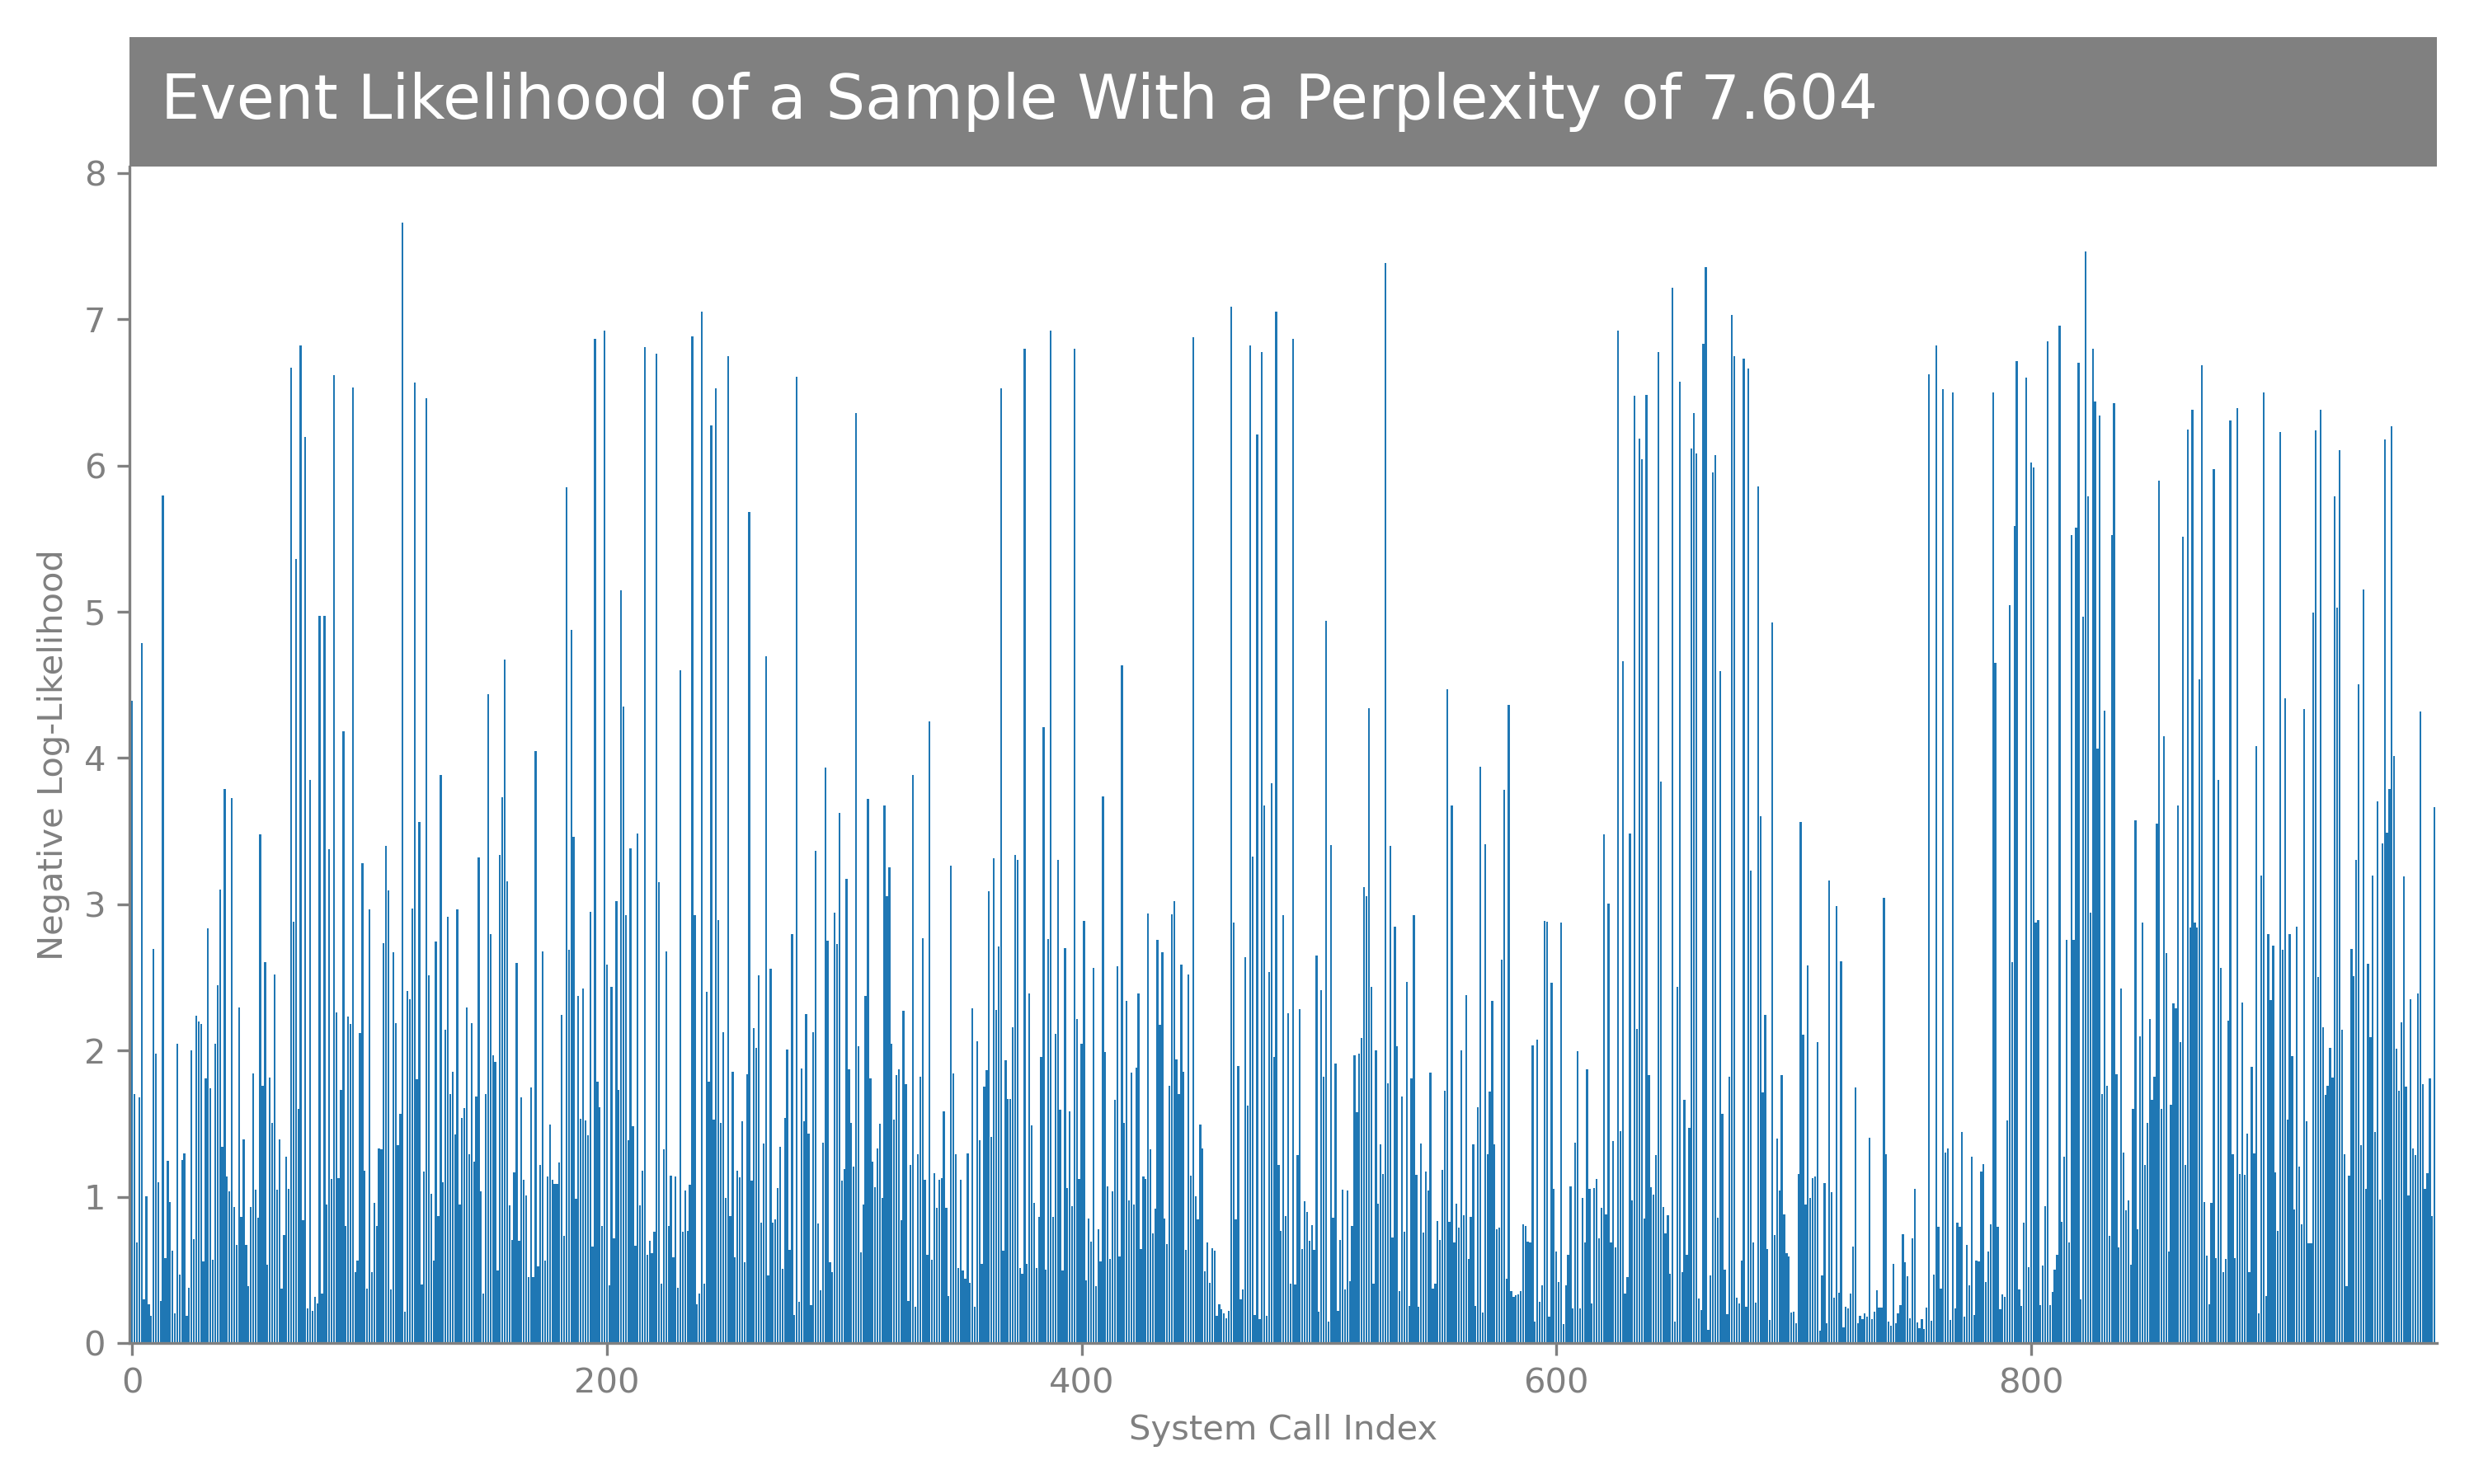 Event Likelihood of a Sample With a Perplexity of 7.604
8
7
6
5
4
3
2
1
0
Negative Log-Likelihood
0 200 400 600 800
System Call Index